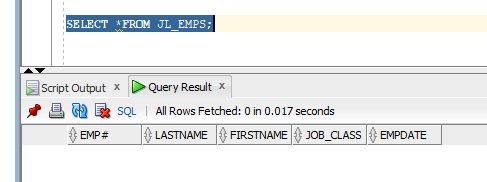 SELECT *FROM JL_EMPS;
Script Output x Query Result x
SQL | All Rows Fetched: 0 in 0.017 seconds
EMP# LASTNAME FIRSTNAME JOB_CLASS EMPDATE